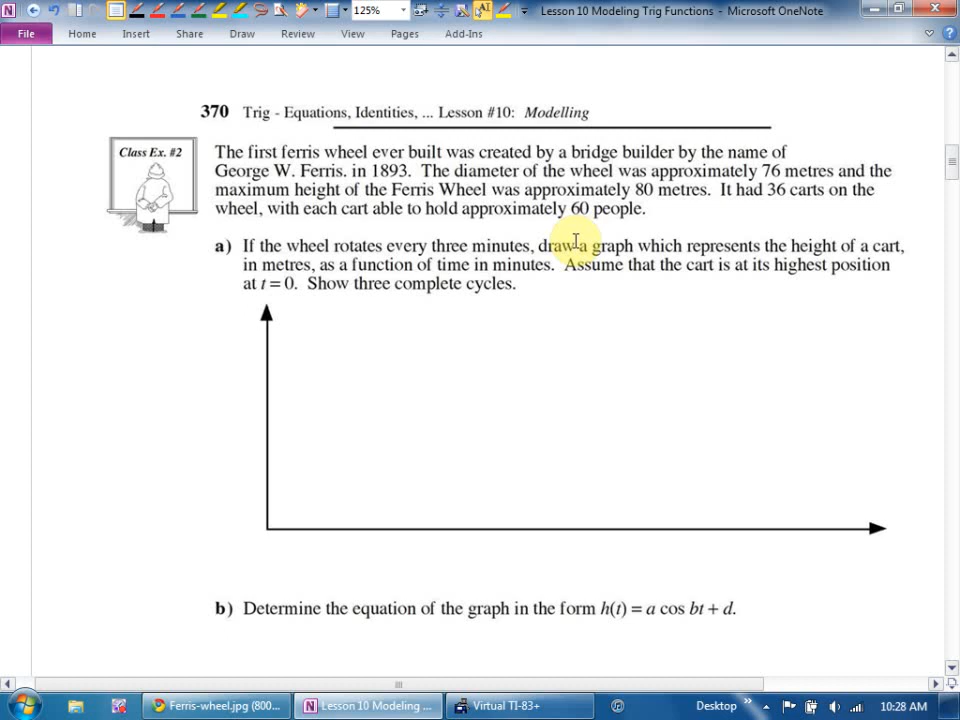 125%
Lesson 10 Modeling Trig Functions - Microsoft OneNote
File Home Insert Share Draw Review View Pages Add-Ins
370 Trig - Equations, Identities, ... Lesson #10: Modelling
Class Ex. #2
The first ferris wheel ever built was created by a bridge builder by the name of
George W. Ferris. in 1893. The diameter of the wheel was approximately 76 metres and the
maximum height of the Ferris Wheel was approximately 80 metres. It had 36 carts on the
wheel, with each cart able to hold approximately 60 people.
a) If the wheel rotates every three minutes, draw a graph which represents the height of a cart,
in metres, as a function of time in minutes. Assume that the cart is at its highest position
at t = 0. Show three complete cycles.
b) Determine the equation of the graph in the form h(t) = a cos bt + d.
Ferris-wheel.jpg (800... Lesson 10 Modeling ... Virtual TI-83+ Desktop 10:28 AM